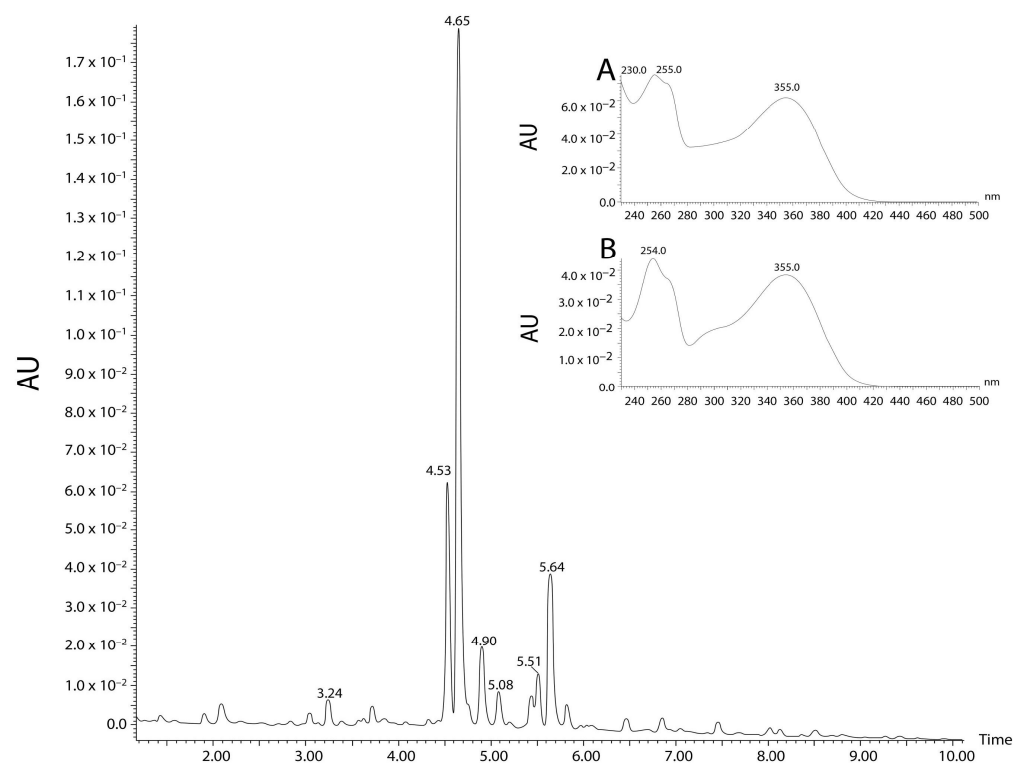 4.65
1.7 x 10⁻¹
1.6 x 10⁻¹
1.5 x 10⁻¹
1.4 x 10⁻¹
1.3 x 10⁻¹
1.2 x 10⁻¹
1.1 x 10⁻¹
1.0 x 10⁻¹
9.0 x 10⁻²
8.0 x 10⁻²
7.0 x 10⁻²
6.0 x 10⁻²
5.0 x 10⁻²
4.0 x 10⁻²
3.0 x 10⁻²
2.0 x 10⁻²
1.0 x 10⁻²
0.0
AU
4.53
5.64
4.90
5.51
5.08
3.24
2.00 3.00 4.00 5.00 6.00 7.00 8.00 9.00 10.00 Time
A 230.0 255.0
355.0
6.0 x 10⁻²
4.0 x 10⁻²
2.0 x 10⁻²
0.0
AU
nm
240 260 280 300 320 340 360 380 400 420 440 460 480 500
B
254.0
355.0
4.0 x 10⁻²
3.0 x 10⁻²
2.0 x 10⁻²
1.0 x 10⁻²
0.0
AU
nm
240 260 280 300 320 340 360 380 400 420 440 460 480 500